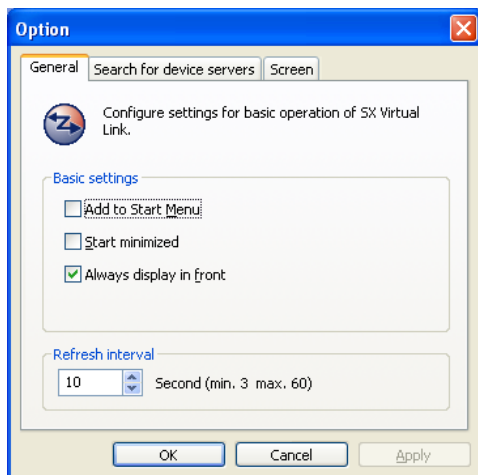 Option
General Search for device servers Screen
Configure settings for basic operation of SX Virtual
Link.
Basic settings
Add to Start Menu
Start minimized
Always display in front
Refresh interval
10 Second (min. 3 max. 60)
OK Cancel Apply